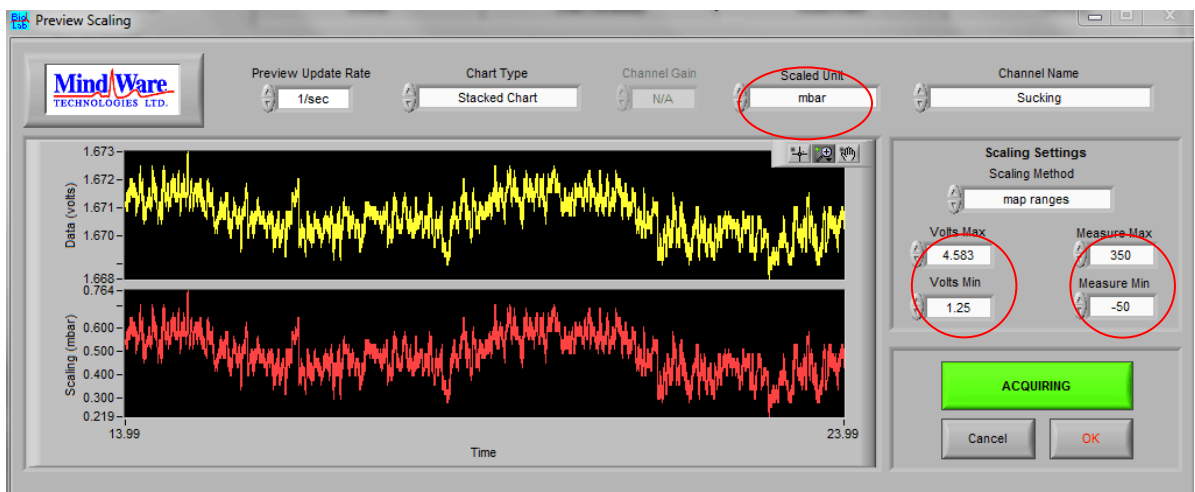 Bio Lab Preview Scaling
MindWare
TECHNOLOGIES LTD.
Preview Update Rate
1/sec
Chart Type
Stacked Chart
Channel Gain
N/A
Scaled Unit
mbar
Channel Name
Sucking
1.673
1.672
1.671
1.670
1.668
Data (volts)
0.764
0.600
0.500
0.400
0.300
0.219
Scaling (mbar)
13.99
23.99
Time
Scaling Settings
Scaling Method
map ranges
Volts Max
4.583
Measure Max
350
Volts Min
1.25
Measure Min
-50
ACQUIRING
Cancel
OK